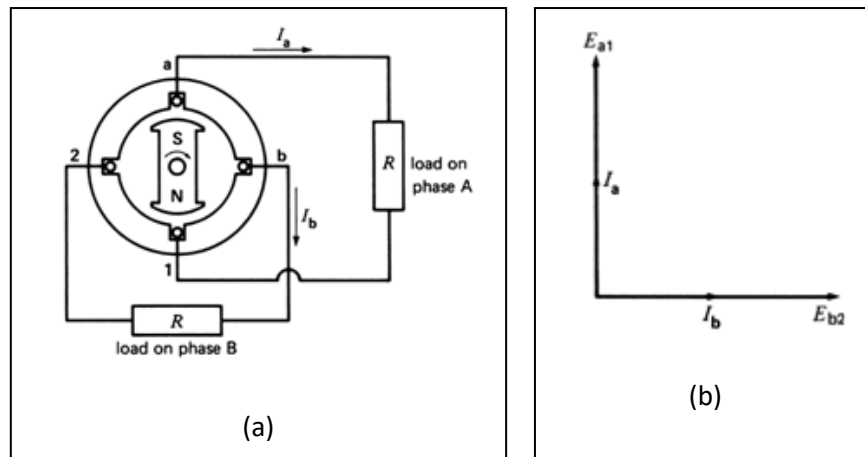 I_a
a
S
N
2
b
R
load on
phase A
I_b
1
R
load on phase B
(a)
E_a1
I_a
I_b
E_b2
(b)